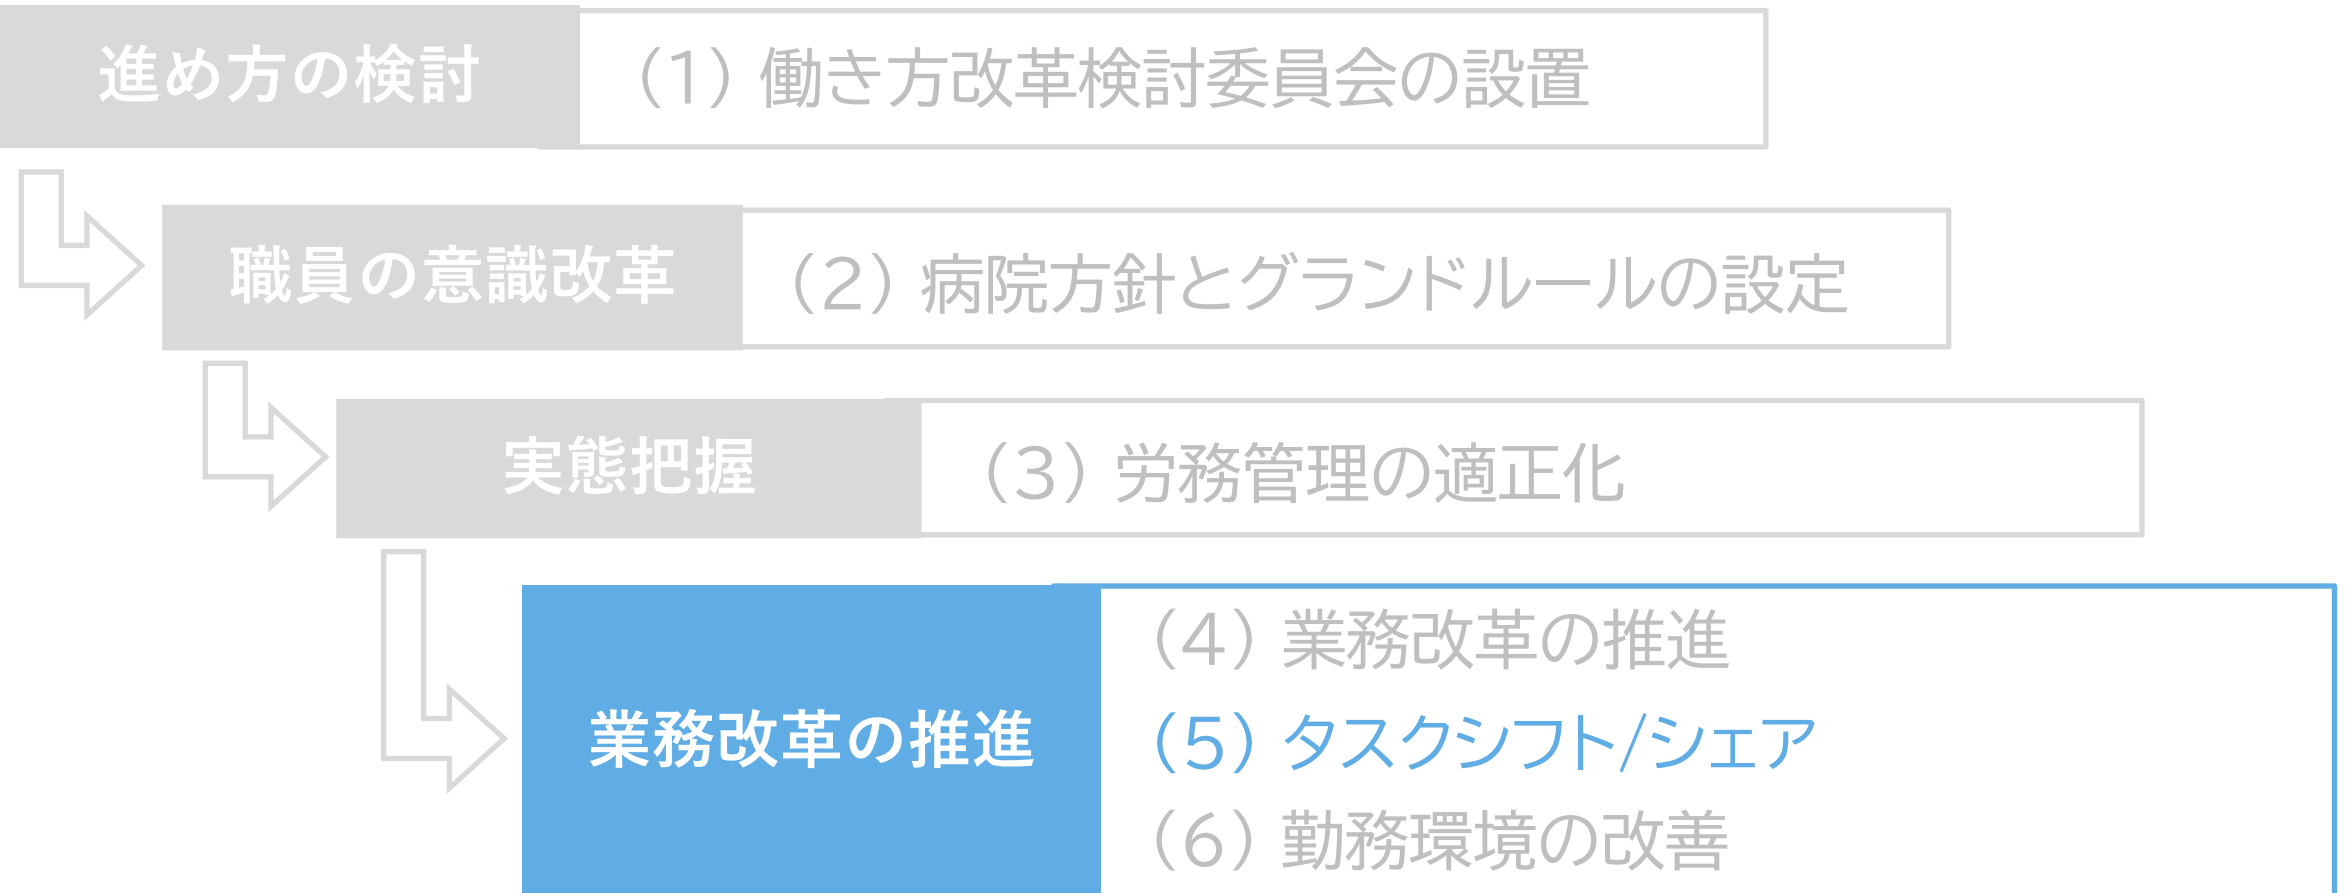 進め方の検討
（1）働き方改革検討委員会の設置
職員の意識改革
（2）病院方針とグランドルールの設定
実態把握
（3）労務管理の適正化
業務改革の推進
（4）業務改革の推進
（5）タスクシフト/シェア
（6）勤務環境の改善